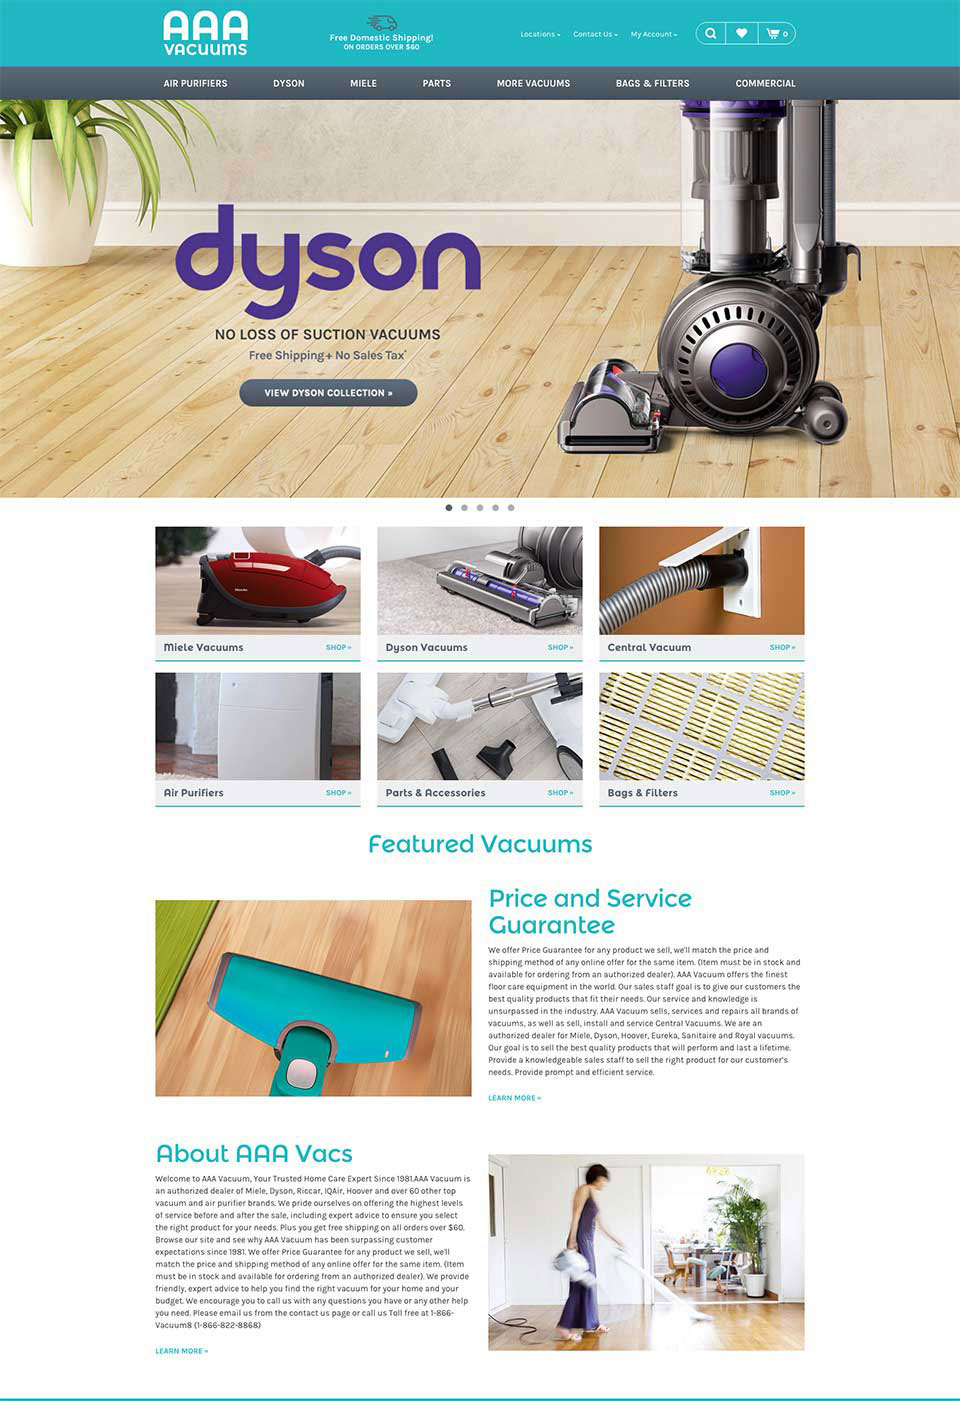 AAA
VACUUMS
Free Domestic Shipping!
ON ORDERS OVER $60
Locations
Contact Us
My Account
0
AIR PURIFIERS
DYSON
MIELE
PARTS
MORE VACUUMS
BAGS & FILTERS
COMMERCIAL
dyson
NO LOSS OF SUCTION VACUUMS
Free Shipping+ No Sales Tax*
VIEW DYSON COLLECTION »
Miele Vacuums
SHOP »
Dyson Vacuums
SHOP »
Central Vacuum
SHOP »
Air Purifiers
SHOP »
Parts & Accessories
SHOP »
Bags & Filters
SHOP »
Featured Vacuums
Price and Service
Guarantee
We offer Price Guarantee for any product we sell, we'll match the price and
shipping method of any online offer for the same item. (Item must be in stock and
available for ordering from an authorized dealer). AAA Vacuum offers the finest
floor care equipment in the world. Our sales staff goal is to give our customers the
best quality products that fit their needs. Our service and knowledge is
unsurpassed in the industry. AAA Vacuum sells, services and repairs all brands of
vacuums, as well as sell, install and service Central Vacuums. We are an
authorized dealer for Miele, Dyson, Hoover, Eureka, Sanitaire and Royal vacuums.
Our goal is to sell the best quality products that will perform and last a lifetime.
Provide a knowledgeable sales staff to sell the right product for our customer's
needs. Provide prompt and efficient service.
LEARN MORE »
About AAA Vacs
Welcome to AAA Vacuum, Your Trusted Home Care Expert Since 1981.AAA Vacuum is
an authorized dealer of Miele, Dyson, Riccar, IQAir, Hoover and over 60 other top
vacuum and air purifier brands. We pride ourselves on offering the highest levels
of service before and after the sale, including expert advice to ensure you select
the right product for your needs. Plus you get free shipping on all orders over $60.
Browse our site and see why AAA Vacuum has been surpassing customer
expectations since 1981. We offer Price Guarantee for any product we sell, we'll
match the price and shipping method of any online offer for the same item. (Item
must be in stock and available for ordering from an authorized dealer). We provide
friendly, expert advice to help you find the right vacuum for your home and your
budget. We encourage you to call us with any questions you have or any other help
you need. Please email us from the contact us page or call us Toll free at 1-866-
Vacuum8 (1-866-822-8868)
LEARN MORE »